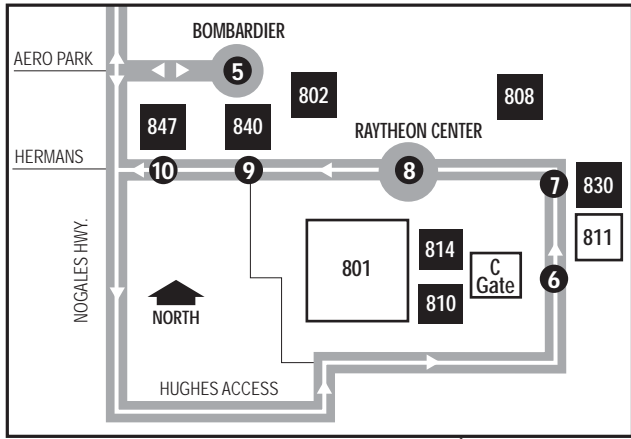 BOMBARDIER
AERO PARK
5
802
808
847
840
RAYTHEON CENTER
HERMANS
10
9
8
7
830
811
NOGALES HWY.
801
814
C
Gate
6
810
NORTH
HUGHES ACCESS